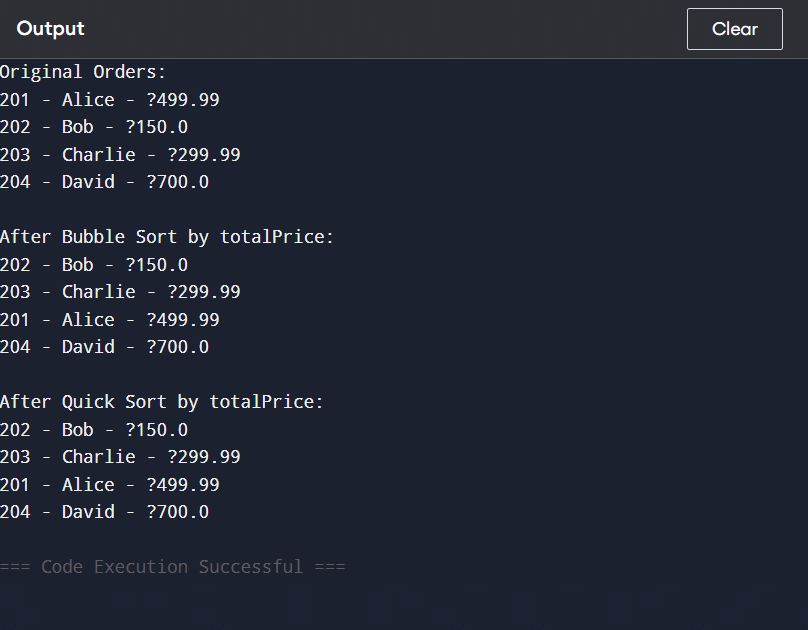 Output
Clear
Original Orders:
201 - Alice - ?499.99
202 - Bob - ?150.0
203 - Charlie - ?299.99
204 - David - ?700.0
After Bubble Sort by totalPrice:
202 - Bob - ?150.0
203 - Charlie - ?299.99
201 - Alice - ?499.99
204 - David - ?700.0
After Quick Sort by totalPrice:
202 - Bob - ?150.0
203 - Charlie - ?299.99
201 - Alice - ?499.99
204 - David - ?700.0
=== Code Execution Successful ===